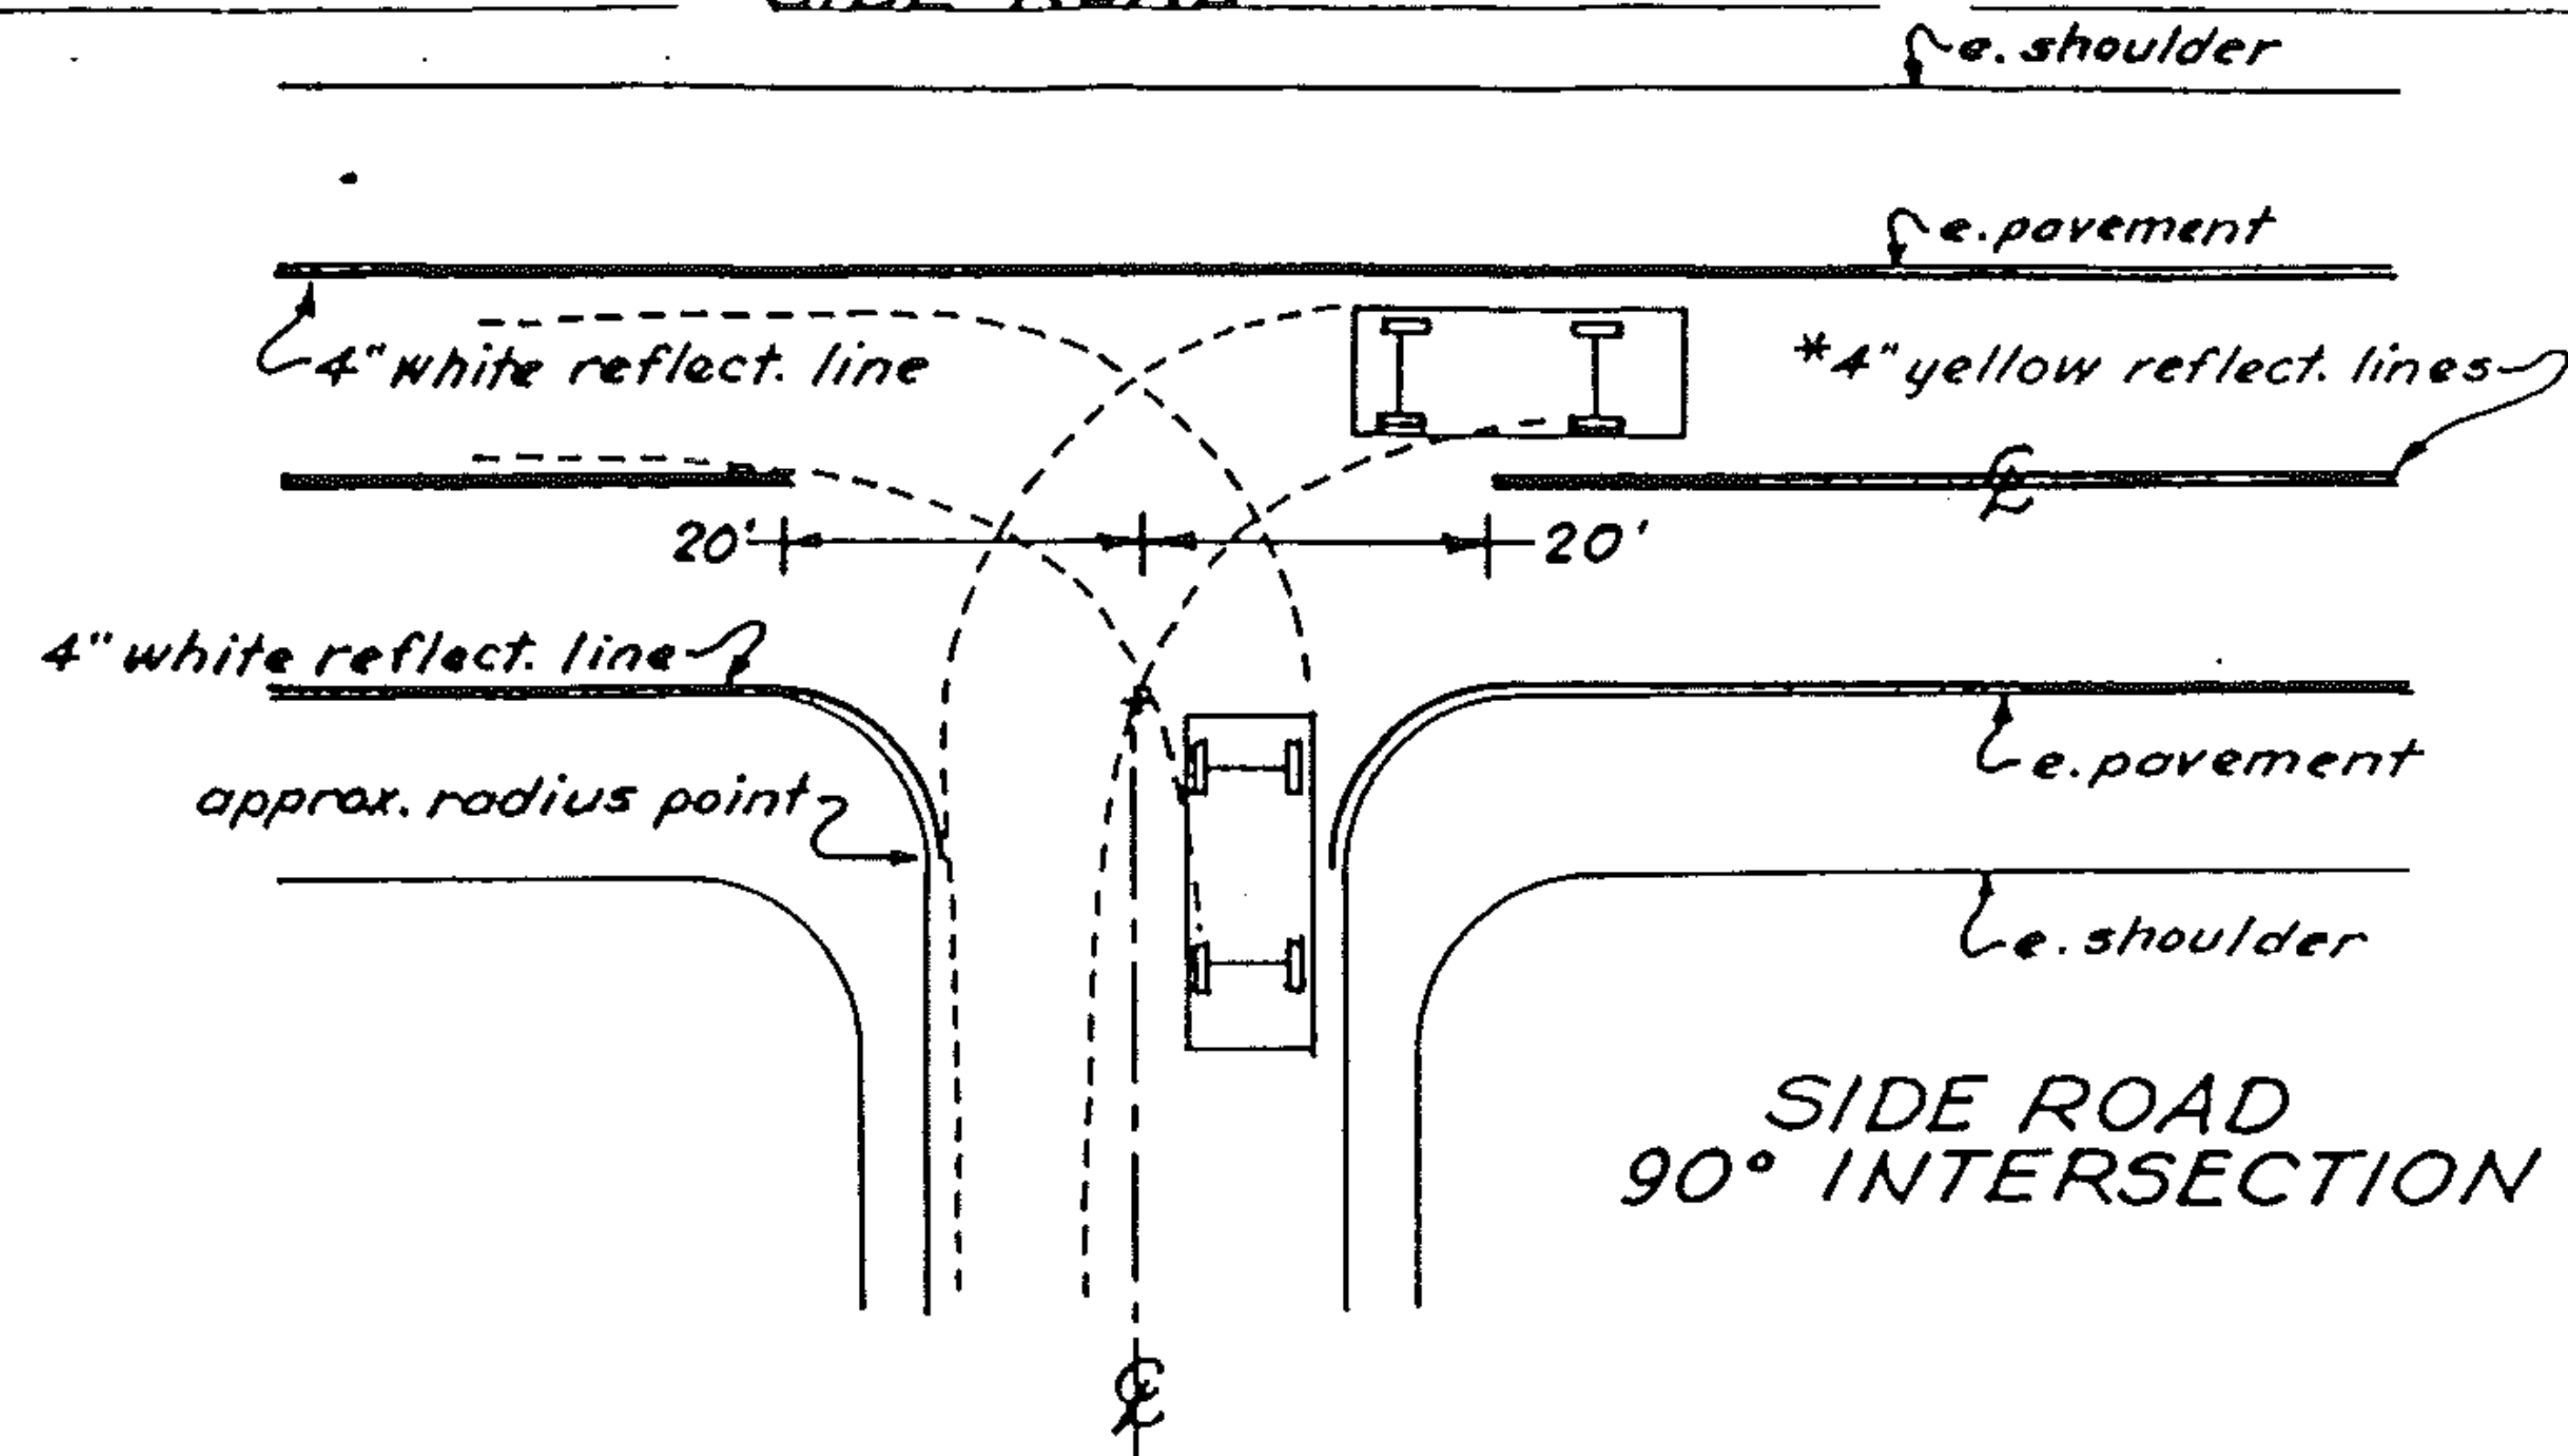 e. shoulder
e. pavement
4" white reflect. line
*4" yellow reflect. lines
℄
20' 20'
4" white reflect. line
e. pavement
approx. radius point
e. shoulder
SIDE ROAD
90° INTERSECTION
℄